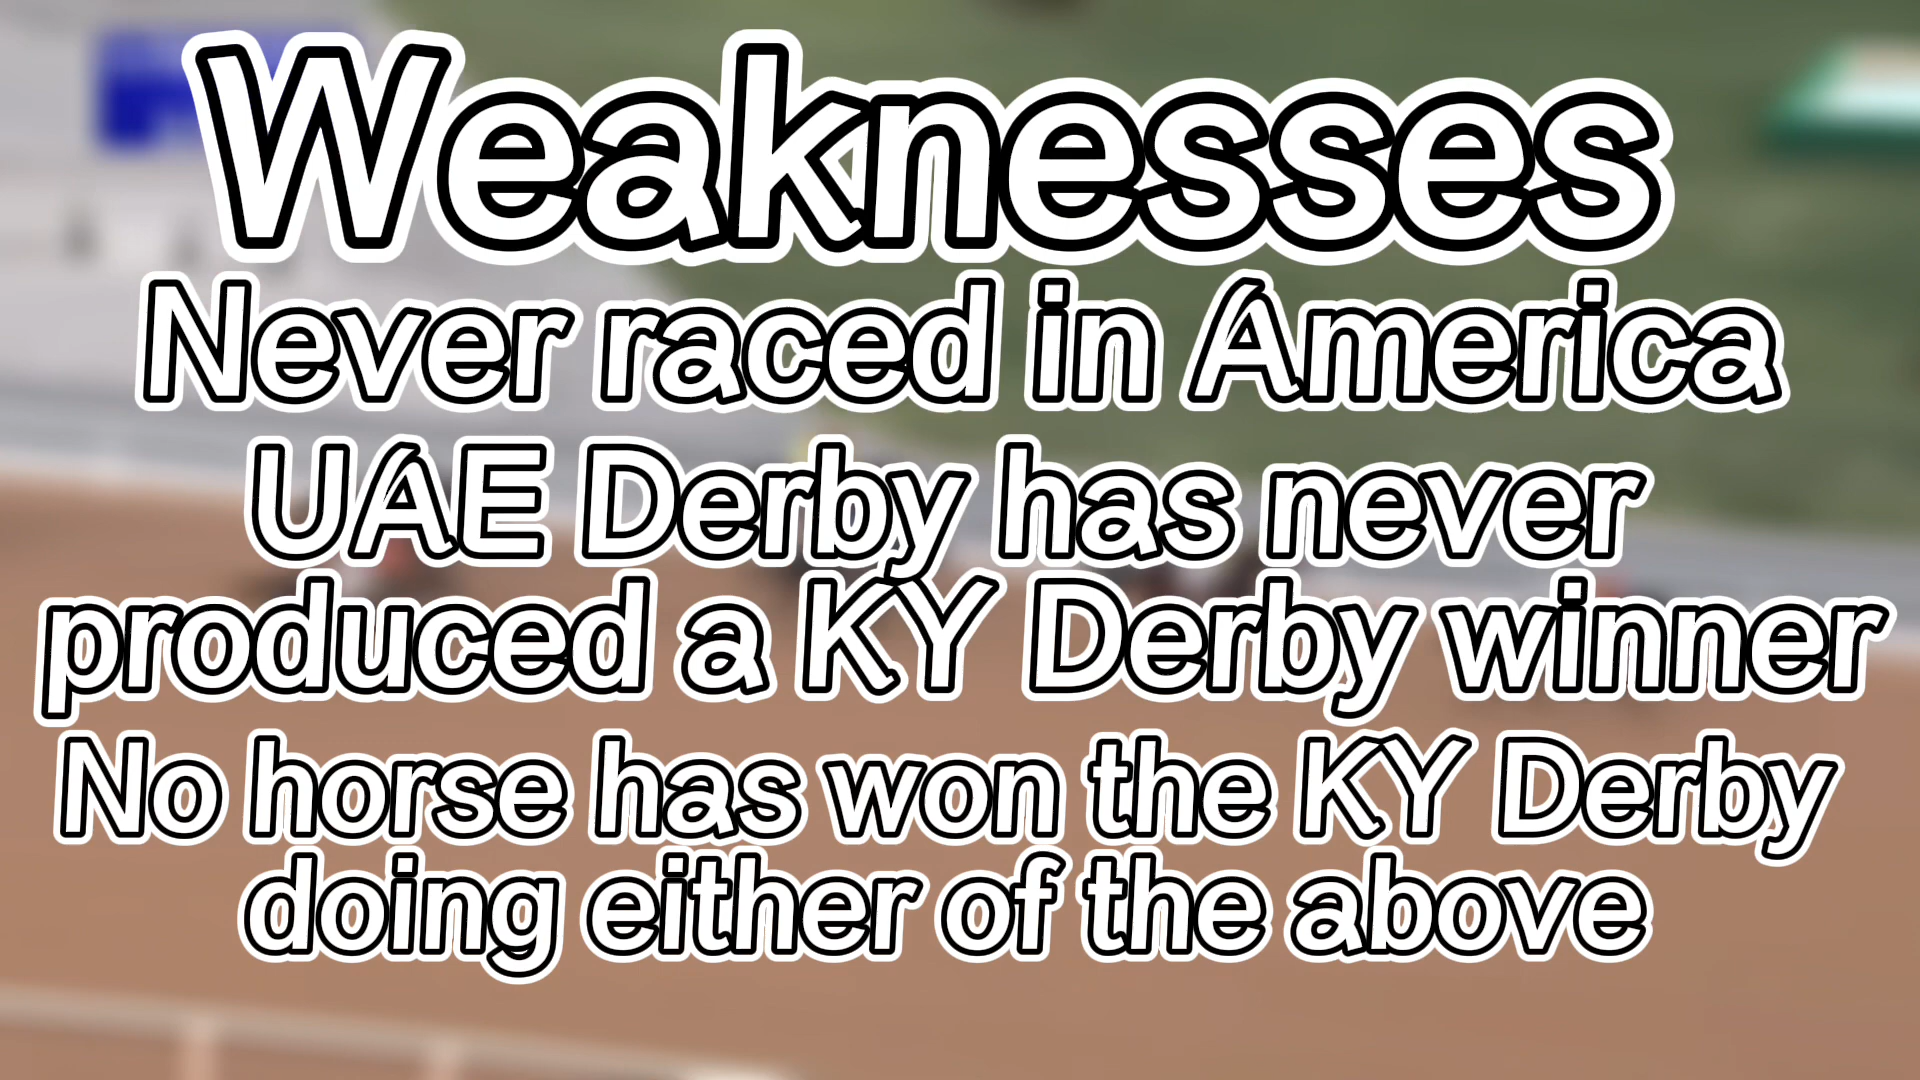 Weaknesses
Never raced in America
UAE Derby has never
produced a KY Derby winner
No horse has won the KY Derby
doing either of the above